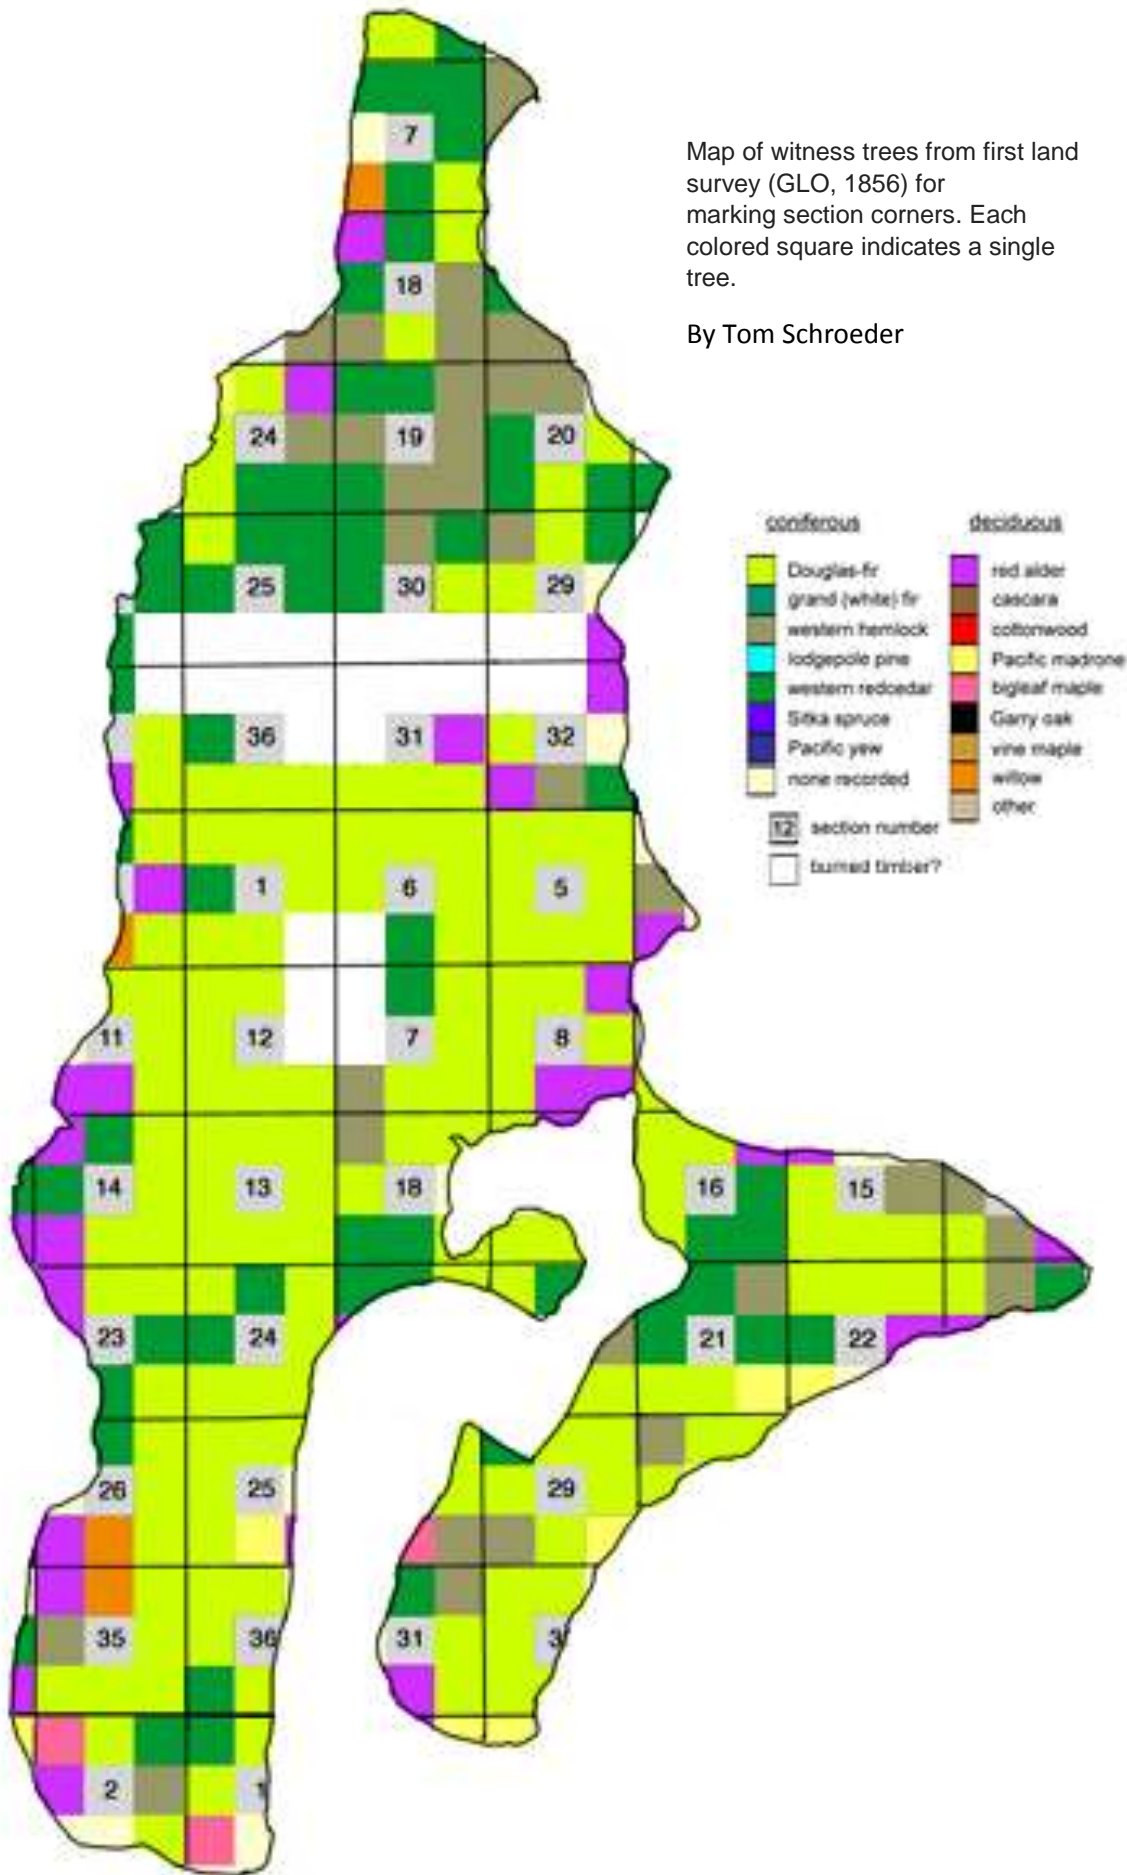 7
Map of witness trees from first land
survey (GLO, 1856) for
marking section corners. Each
colored square indicates a single
tree.
18
By Tom Schroeder
24 19 20
coniferous deciduous
Douglas-fir red alder
25 30 29
grand (white) fir cascara
western hemlock cottonwood
lodgepole pine Pacific madrone
western redcedar bigleaf maple
Sitka spruce Garry oak
36 31 32
Pacific yew vine maple
none recorded willow
other
12 section number
burned timber?
1 6 5
11 12 7 8
14 13 18 16 15
23 24 21 22
26 25 29
35 36 31 3
2 1